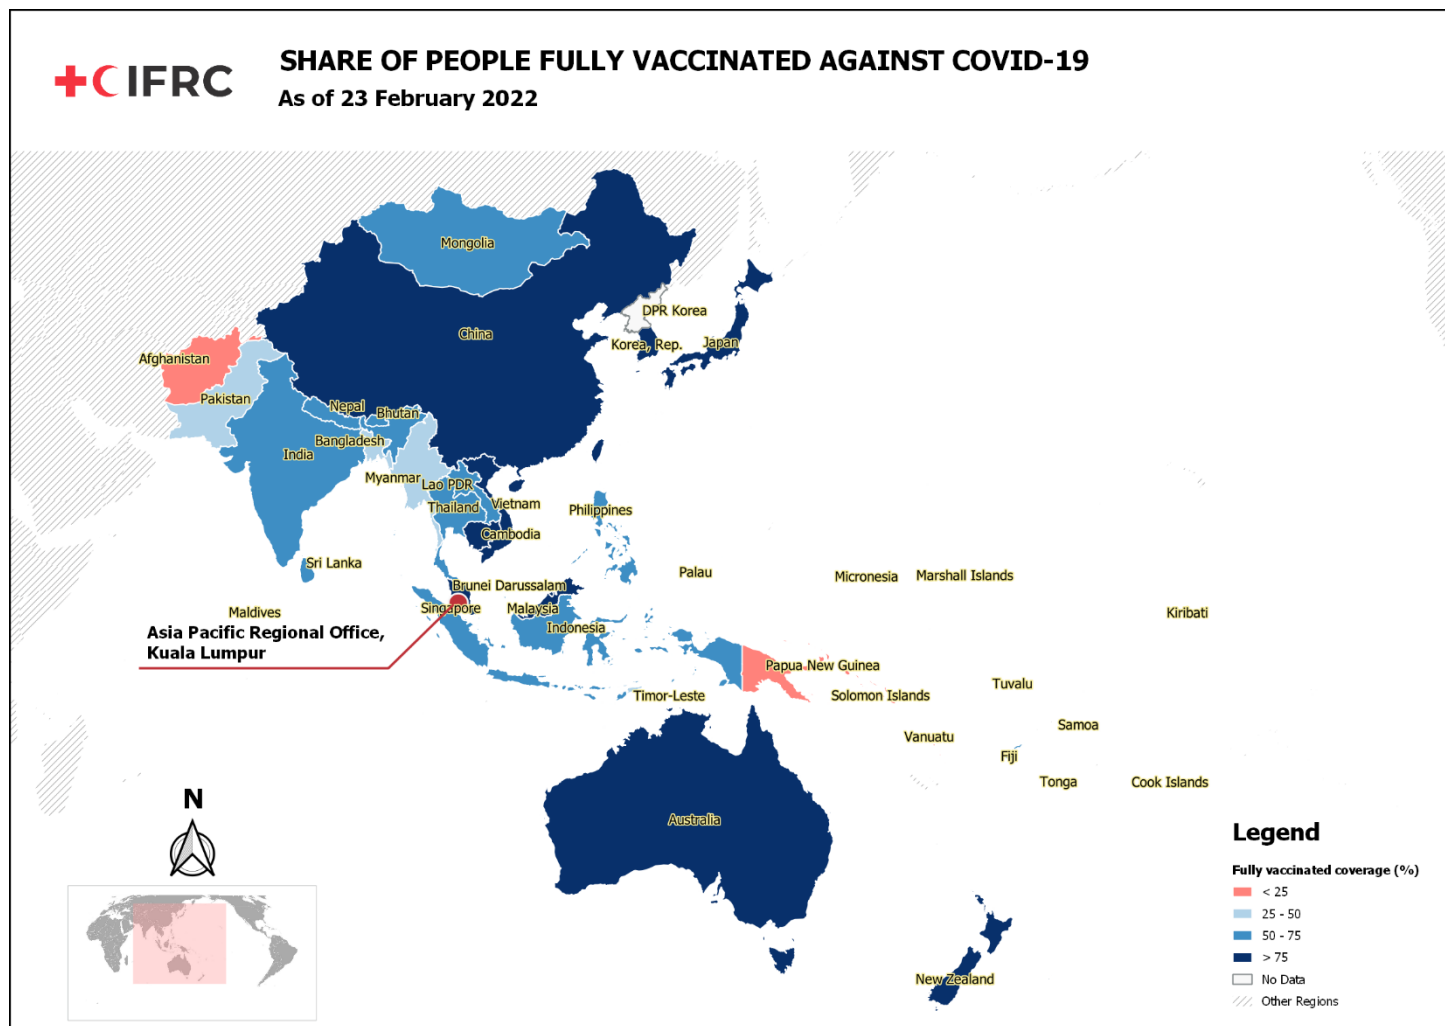 IFRC
SHARE OF PEOPLE FULLY VACCINATED AGAINST COVID-19
As of 23 February 2022
Mongolia
DPR Korea
China
Korea, Rep.
Japan
Afghanistan
Pakistan
Nepal
Bhutan
Bangladesh
India
Myanmar
Lao PDR
Thailand
Vietnam
Philippines
Cambodia
Sri Lanka
Palau
Micronesia
Marshall Islands
Brunei Darussalam
Maldives
Singapore
Malaysia
Kiribati
Indonesia
Asia Pacific Regional Office,
Kuala Lumpur
Papua New Guinea
Timor-Leste
Solomon Islands
Tuvalu
Samoa
Vanuatu
Fiji
Tonga
Cook Islands
Australia
New Zealand
N
Legend
Fully vaccinated coverage (%)
< 25
25 - 50
50 - 75
> 75
No Data
Other Regions